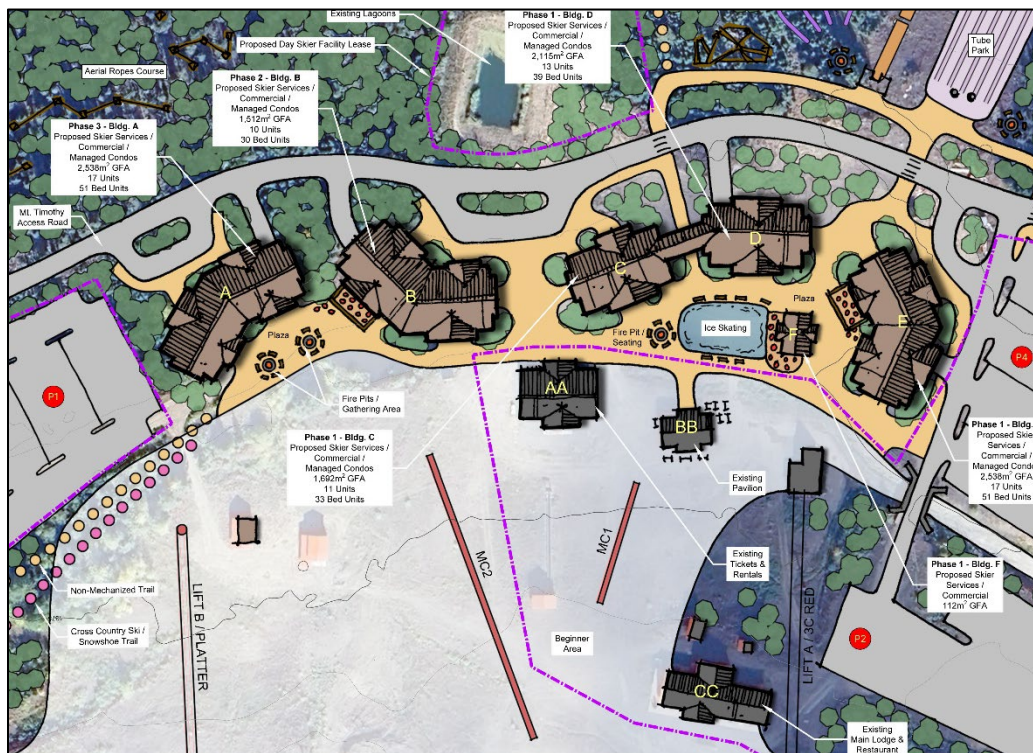 Existing Lagoons
Proposed Day Skier Facility Lease
Aerial Ropes Course
Phase 1 - Bldg. D
Proposed Skier Services /
Commercial /
Managed Condos
2,115m² GFA
13 Units
39 Bed Units
Tube
Park
Phase 2 - Bldg. B
Proposed Skier Services /
Commercial /
Managed Condos
1,512m² GFA
10 Units
30 Bed Units
Phase 3 - Bldg. A
Proposed Skier Services /
Commercial /
Managed Condos
2,538m² GFA
17 Units
51 Bed Units
Mt. Timothy
Access Road
A
B
C
D
E
F
Plaza
Plaza
Fire Pit /
Seating
Ice Skating
P1
P4
Fire Pits /
Gathering Area
AA
BB
Phase 1 - Bldg. C
Proposed Skier Services /
Commercial /
Managed Condos
1,692m² GFA
11 Units
33 Bed Units
Existing
Pavilion
Phase 1 - Bldg.
Proposed Skier
Services /
Commercial /
Managed Condos
2,538m² GFA
17 Units
51 Bed Units
Existing
Tickets &
Rentals
Phase 1 - Bldg. F
Proposed Skier
Services /
Commercial
112m² GFA
Non-Mechanized Trail
Cross Country Ski /
Snowshoe Trail
LIFT B / PLATTER
MC2
MC1
Beginner
Area
LIFT A / 3C RED
P2
CC
Existing
Main Lodge &
Restaurant